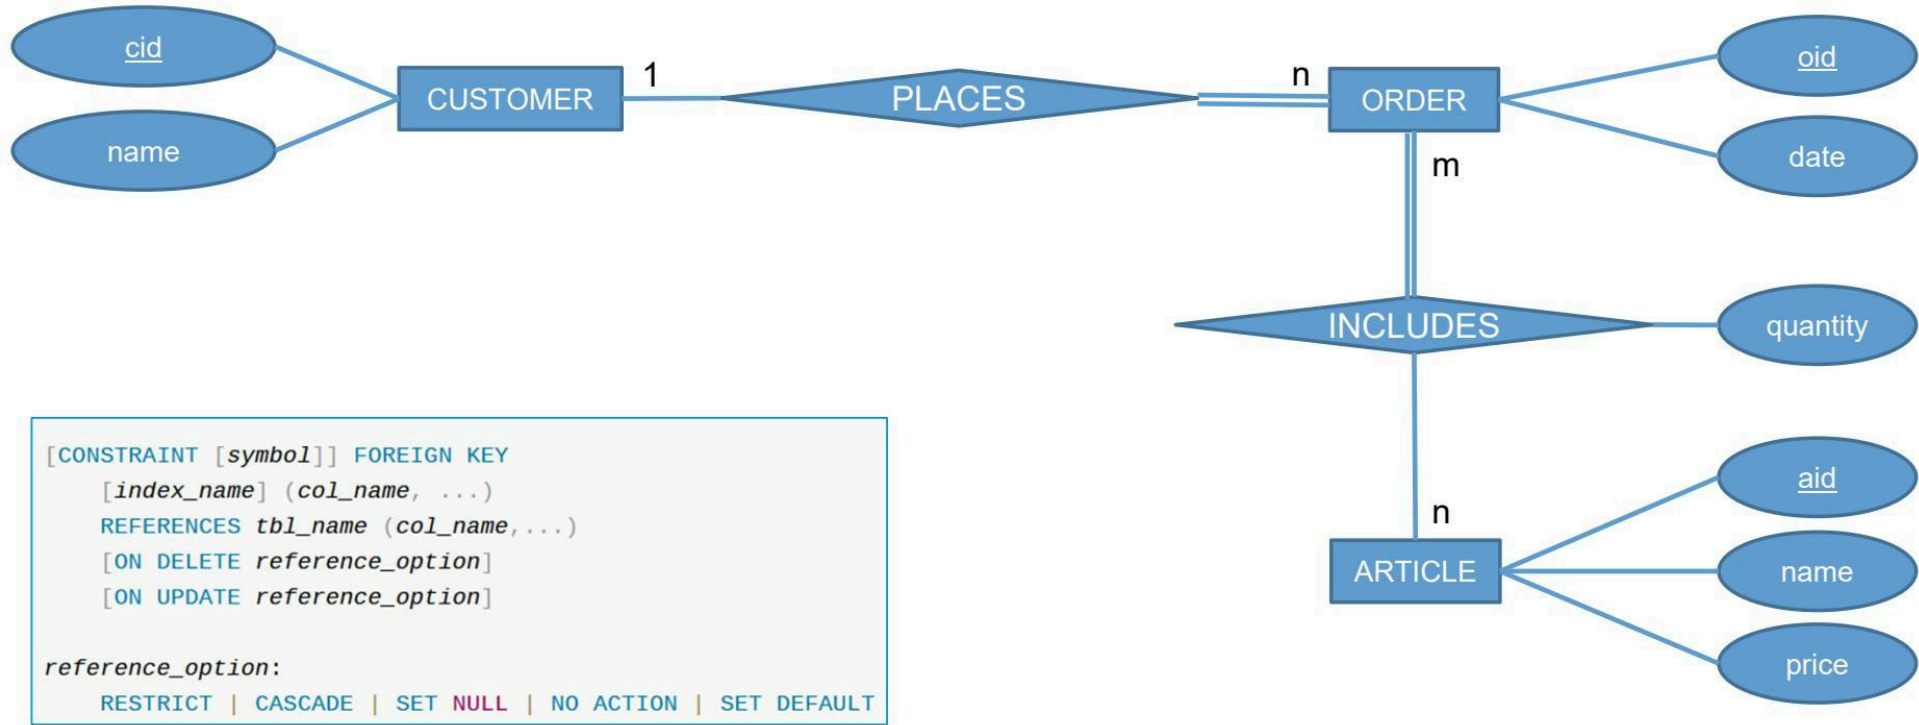 cid
name
CUSTOMER
1
PLACES
n
ORDER
oid
date
m
INCLUDES
quantity
n
ARTICLE
aid
name
price
[CONSTRAINT [symbol]] FOREIGN KEY
[index_name] (col_name, ...)
REFERENCES tbl_name (col_name,...)
[ON DELETE reference_option]
[ON UPDATE reference_option]
reference_option:
RESTRICT | CASCADE | SET NULL | NO ACTION | SET DEFAULT